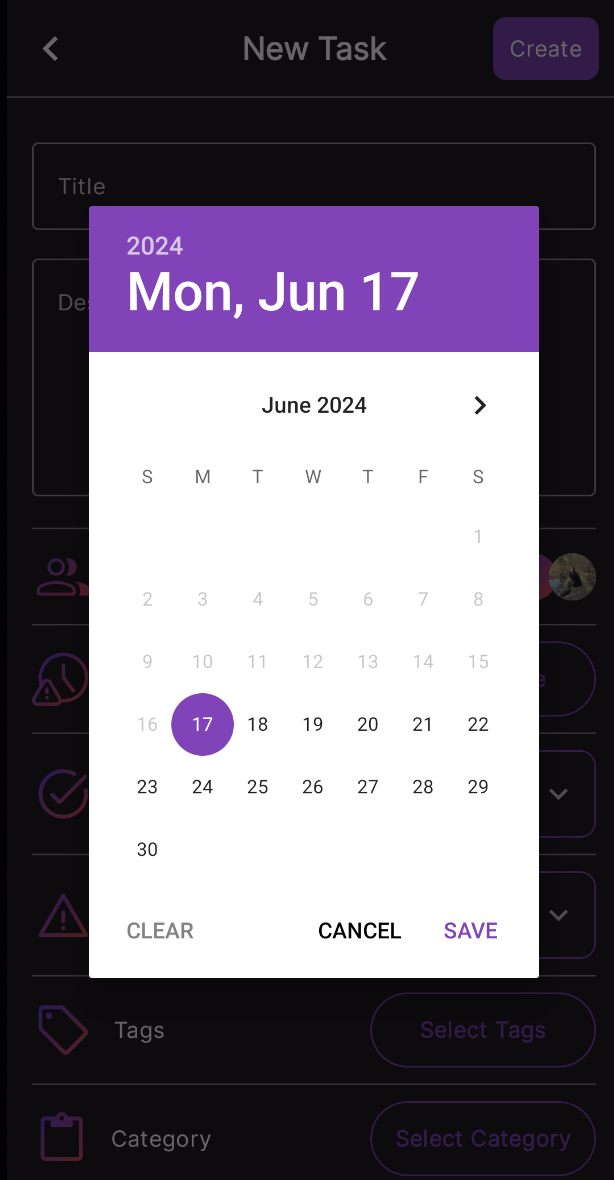 New Task
Create
Title
2024
Mon, Jun 17
June 2024
S M T W T F S
1
2 3 4 5 6 7 8
9 10 11 12 13 14 15
16 17 18 19 20 21 22
23 24 25 26 27 28 29
30
CLEAR CANCEL SAVE
Tags
Select Tags
Category
Select Category